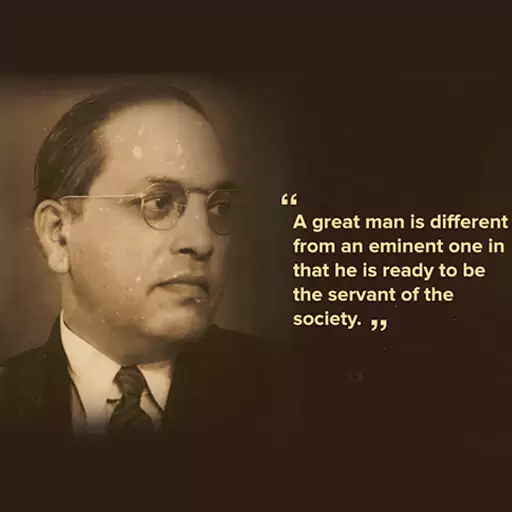 “
A great man is different
from an eminent one in
that he is ready to be
the servant of the
society. ”